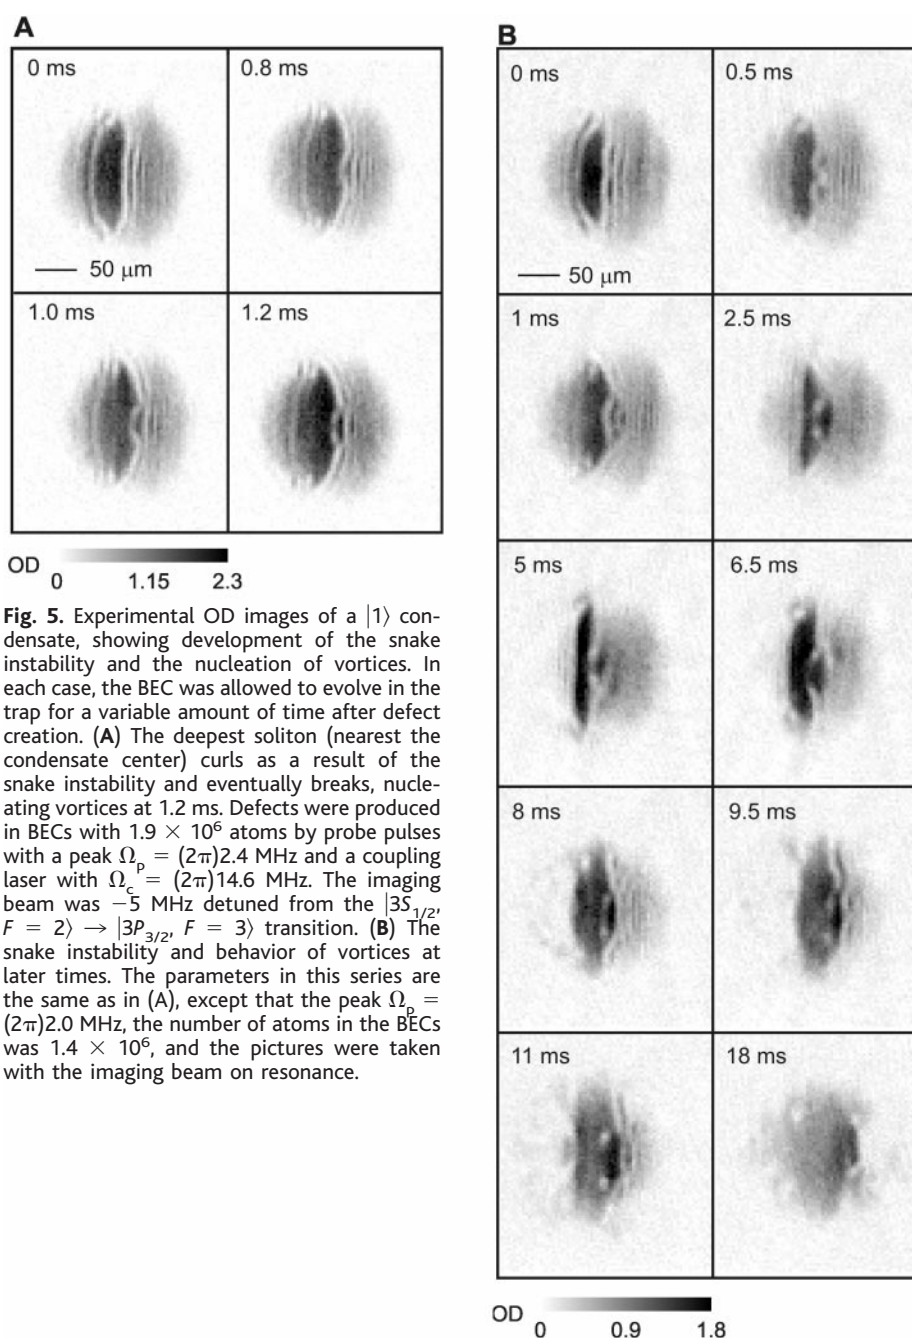 A
0 ms
0.8 ms
50 μm
1.0 ms
1.2 ms
OD
0 1.15 2.3
Fig. 5. Experimental OD images of a |1⟩ con-
densate, showing development of the snake
instability and the nucleation of vortices. In
each case, the BEC was allowed to evolve in the
trap for a variable amount of time after defect
creation. (A) The deepest soliton (nearest the
condensate center) curls as a result of the
snake instability and eventually breaks, nucle-
ating vortices at 1.2 ms. Defects were produced
in BECs with 1.9 × 10⁶ atoms by probe pulses
with a peak Ωₚ = (2π)2.4 MHz and a coupling
laser with Ω_c = (2π)14.6 MHz. The imaging
beam was −5 MHz detuned from the |3S₁/₂,
F = 2⟩ → |3P₃/₂, F = 3⟩ transition. (B) The
snake instability and behavior of vortices at
later times. The parameters in this series are
the same as in (A), except that the peak Ωₚ =
(2π)2.0 MHz, the number of atoms in the BECs
was 1.4 × 10⁶, and the pictures were taken
with the imaging beam on resonance.
B
0 ms
0.5 ms
50 μm
1 ms
2.5 ms
5 ms
6.5 ms
8 ms
9.5 ms
11 ms
18 ms
OD
0 0.9 1.8